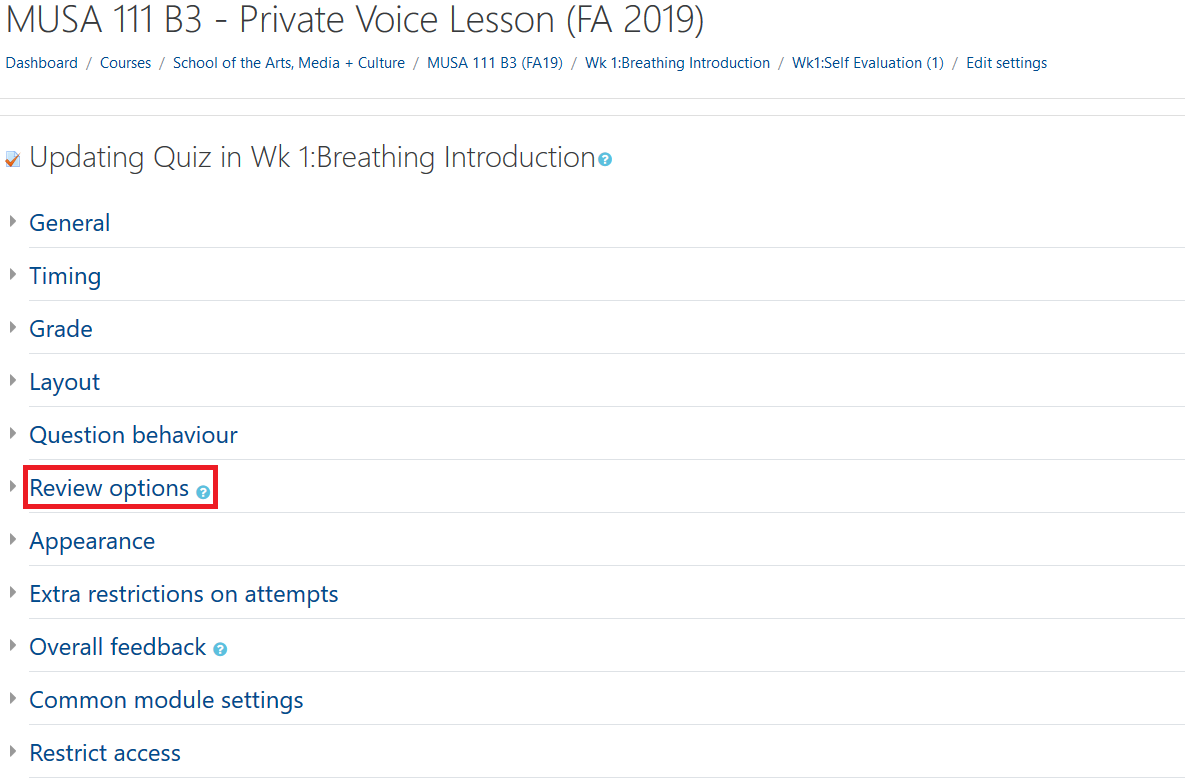 MUSA 111 B3 - Private Voice Lesson (FA 2019)
Dashboard / Courses / School of the Arts, Media + Culture / MUSA 111 B3 (FA19) / Wk 1:Breathing Introduction / Wk1:Self Evaluation (1) / Edit settings
Updating Quiz in Wk 1:Breathing Introduction
General
Timing
Grade
Layout
Question behaviour
Review options
Appearance
Extra restrictions on attempts
Overall feedback
Common module settings
Restrict access